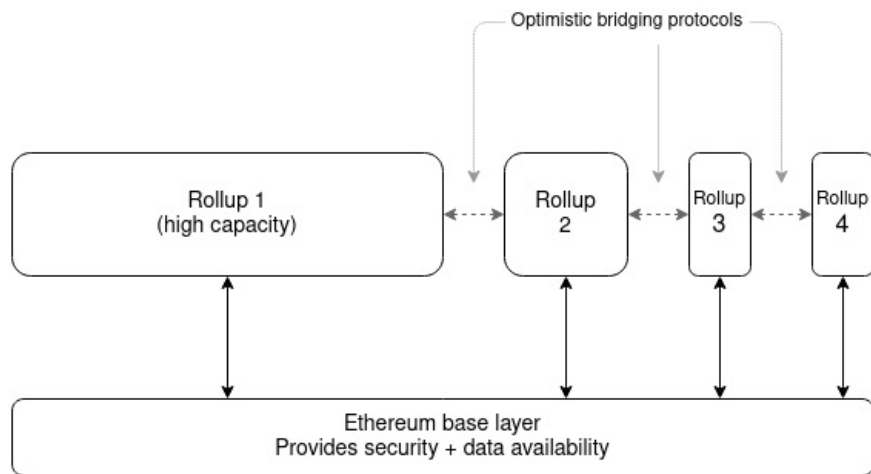 Optimistic bridging protocols
Rollup 1
(high capacity)
Rollup
2
Rollup
3
Rollup
4
Ethereum base layer
Provides security + data availability